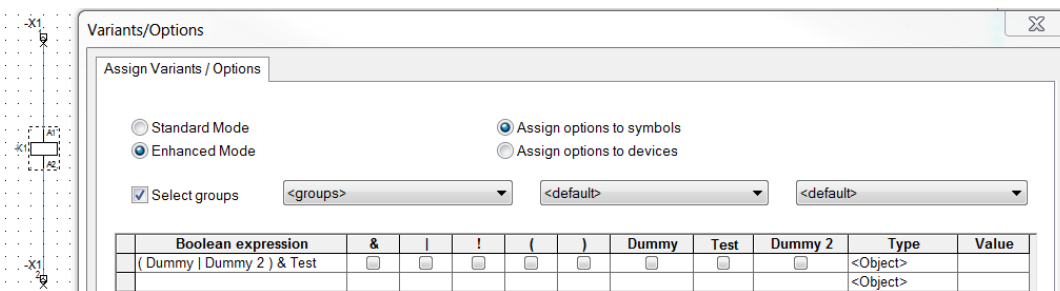 -X1
Variants/Options
Assign Variants / Options
Standard Mode
Assign options to symbols
Enhanced Mode
Assign options to devices
A1
-K1
A2
Select groups
<groups>
<default>
<default>
Boolean expression & | ! ( ) Dummy Test Dummy 2 Type Value
( Dummy | Dummy 2 ) & Test <Object>
<Object>
-X1
2